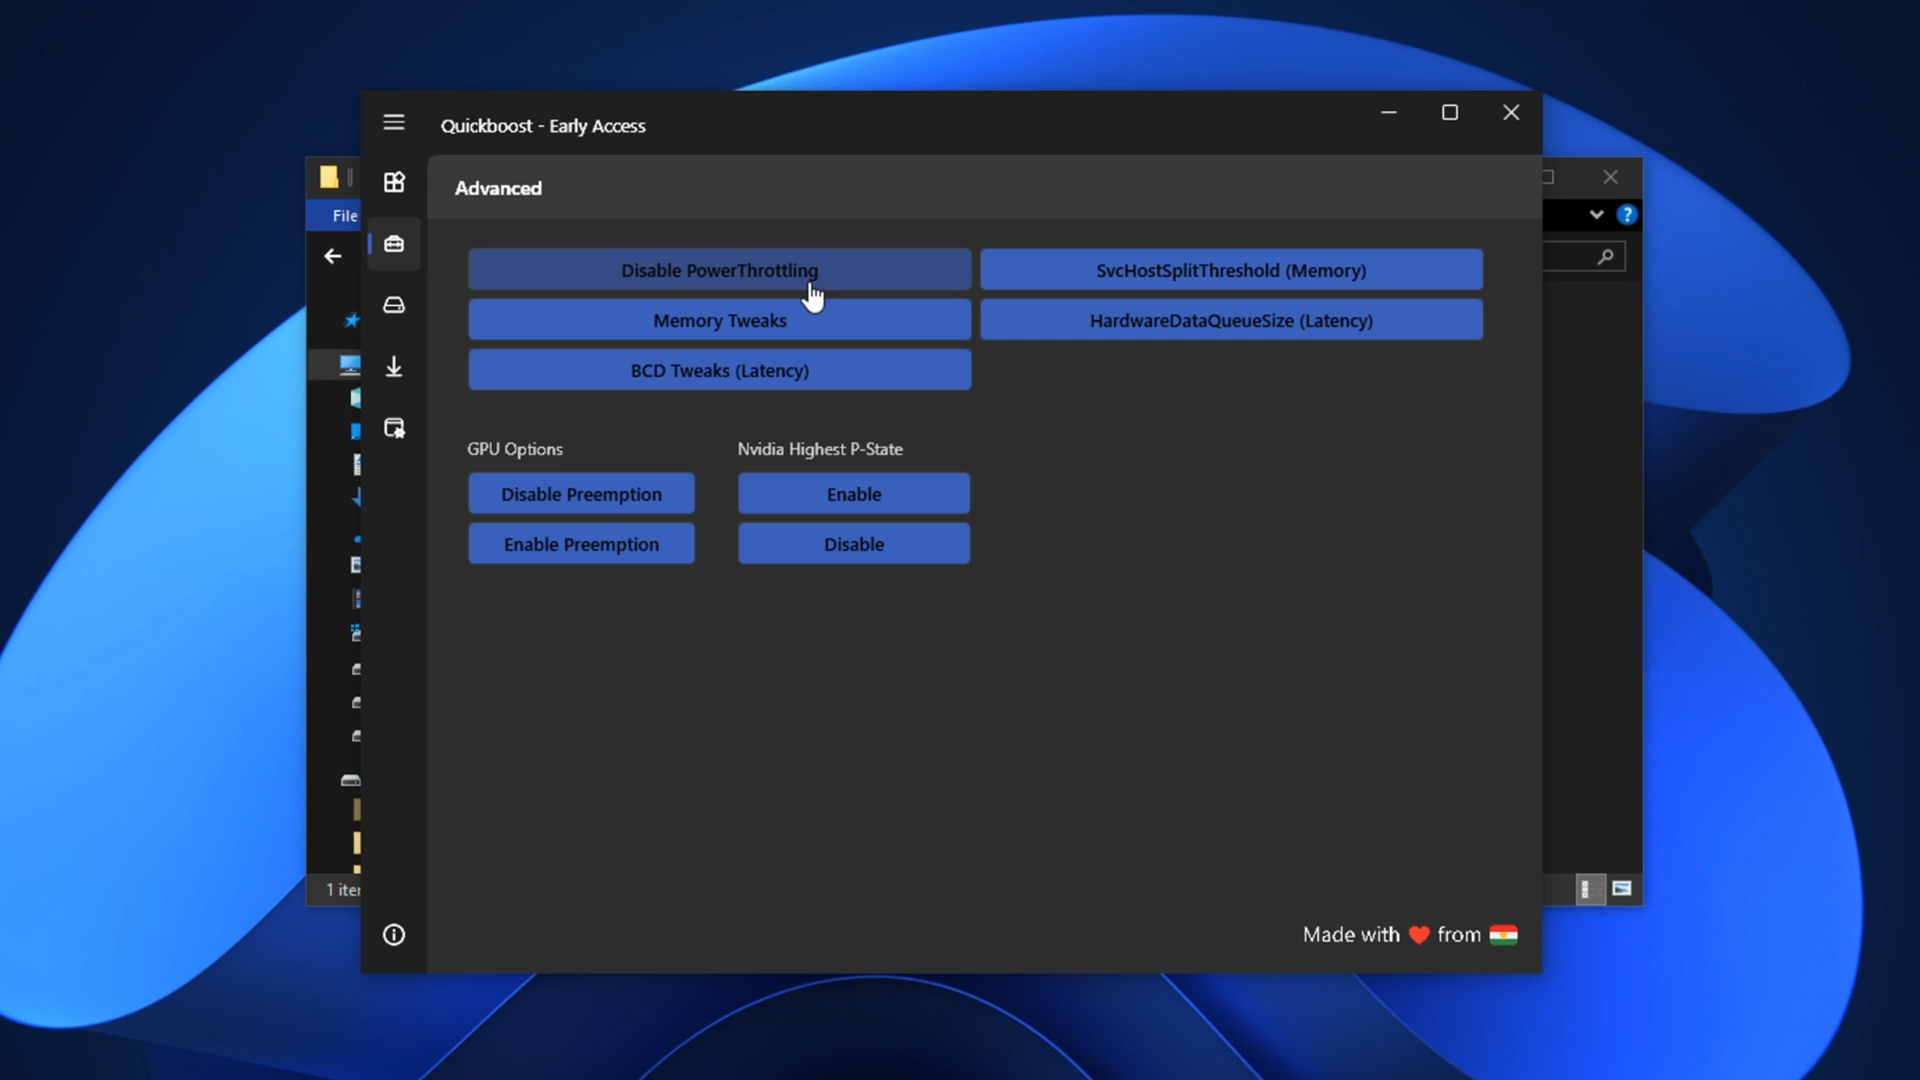 Quickboost - Early Access
File
Advanced
Disable PowerThrottling
SvcHostSplitThreshold (Memory)
Memory Tweaks
HardwareDataQueueSize (Latency)
BCD Tweaks (Latency)
GPU Options
Nvidia Highest P-State
Disable Preemption
Enable
Enable Preemption
Disable
1 iter
Made with ❤️ from